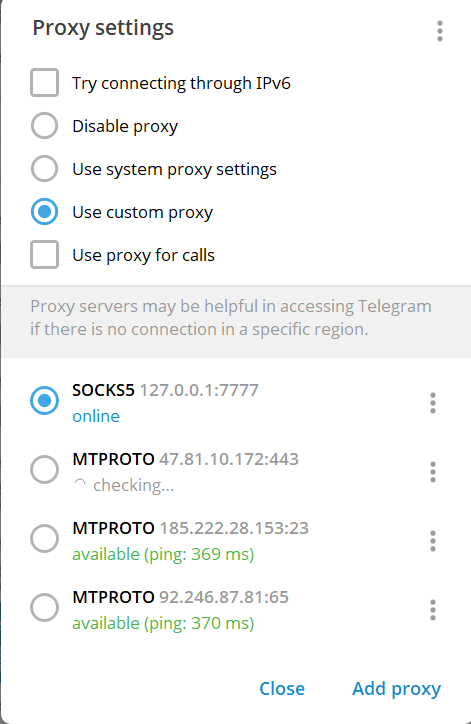 Proxy settings
Try connecting through IPv6
Disable proxy
Use system proxy settings
Use custom proxy
Use proxy for calls
Proxy servers may be helpful in accessing Telegram
if there is no connection in a specific region.
SOCKS5 127.0.0.1:7777
online
MTPROTO 47.81.10.172:443
checking...
MTPROTO 185.222.28.153:23
available (ping: 369 ms)
MTPROTO 92.246.87.81:65
available (ping: 370 ms)
Close Add proxy